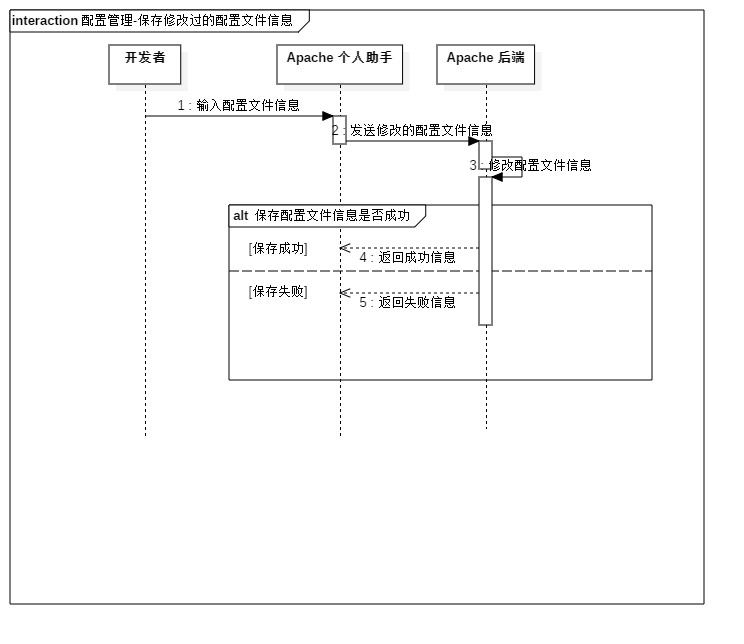 interaction 配置管理-保存修改过的配置文件信息
开发者
Apache 个人助手
Apache 后端
1 : 输入配置文件信息
2 : 发送修改的配置文件信息
3 : 修改配置文件信息
alt 保存配置文件信息是否成功
[保存成功]
4 : 返回成功信息
[保存失败]
5 : 返回失败信息